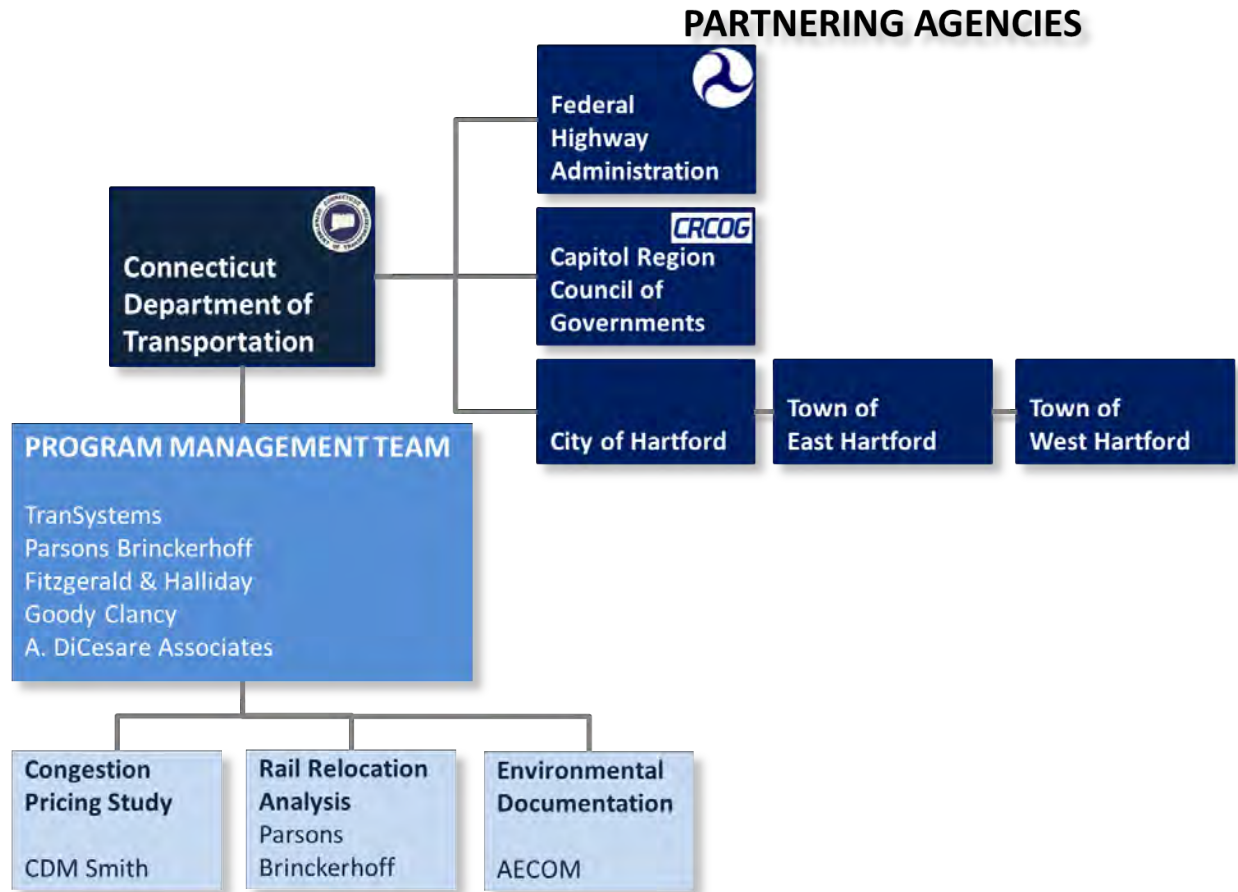 PARTNERING AGENCIES
Federal
Highway
Administration
CRCOG
Capitol Region
Council of
Governments
Connecticut
Department of
Transportation
City of Hartford
Town of
East Hartford
Town of
West Hartford
PROGRAM MANAGEMENT TEAM
TranSystems
Parsons Brinckerhoff
Fitzgerald & Halliday
Goody Clancy
A. DiCesare Associates
Congestion
Pricing Study
CDM Smith
Rail Relocation
Analysis
Parsons
Brinckerhoff
Environmental
Documentation
AECOM